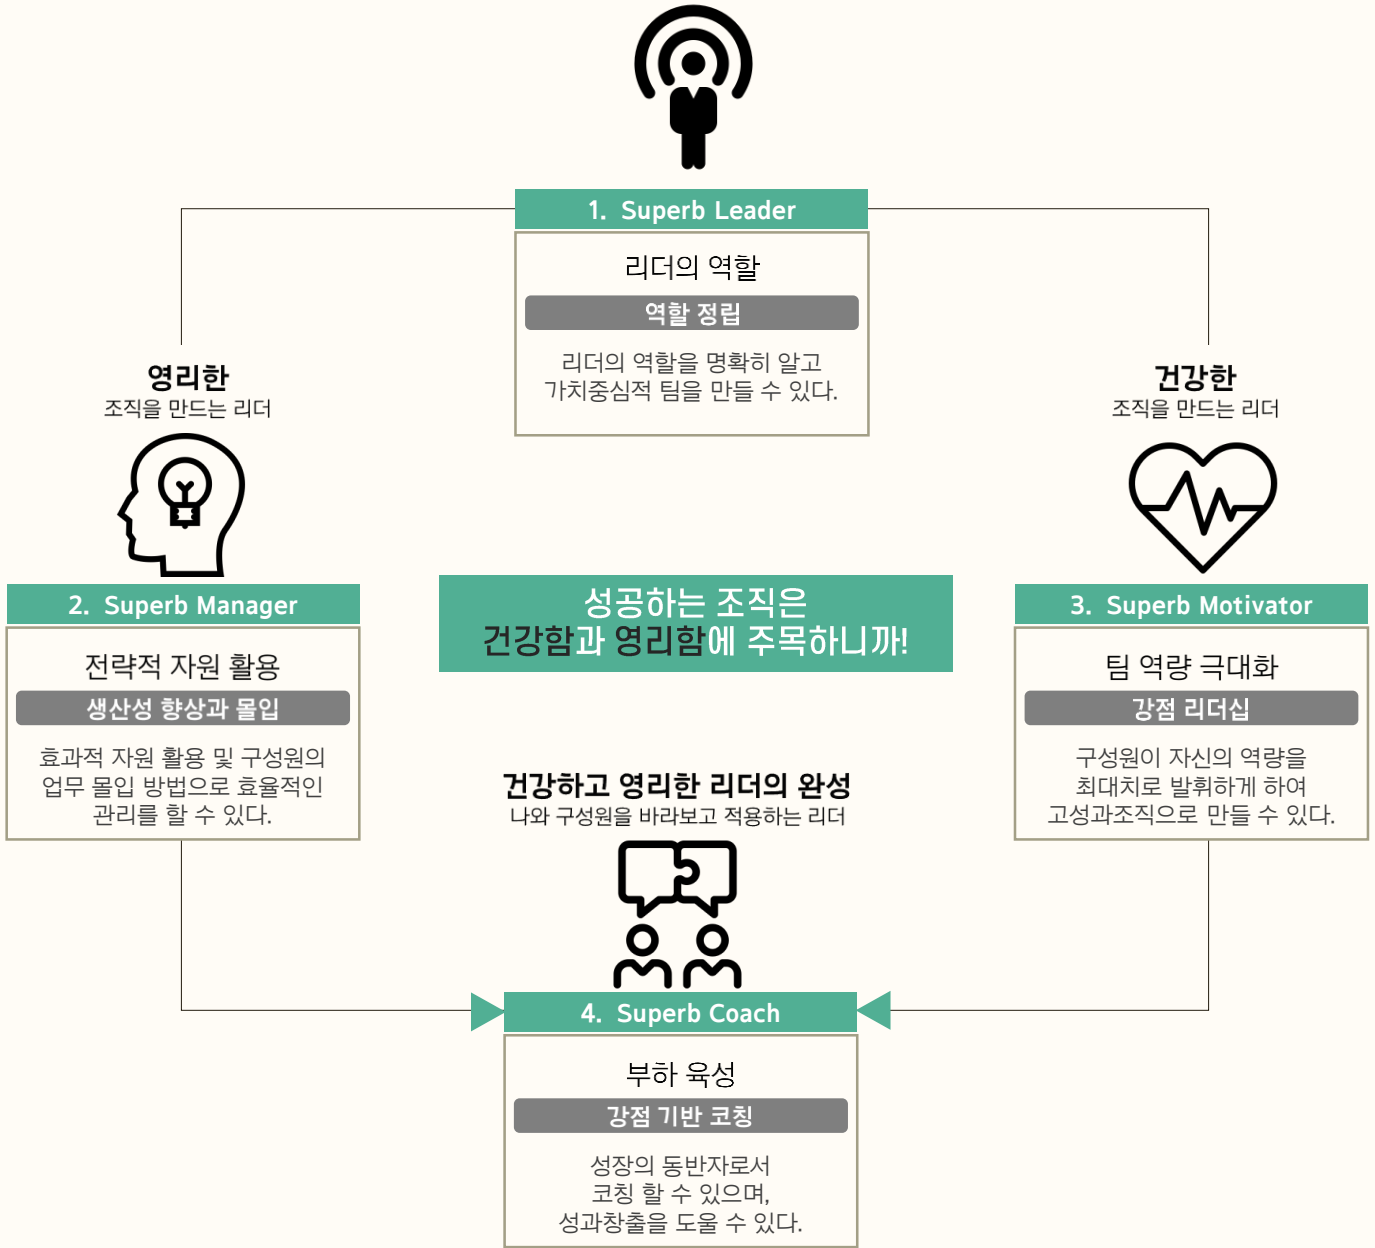 1. Superb Leader
리더의 역할
역할 정립
리더의 역할을 명확히 알고
가치중심적 팀을 만들 수 있다.
영리한
조직을 만드는 리더
건강한
조직을 만드는 리더
2. Superb Manager
전략적 자원 활용
생산성 향상과 몰입
효과적 자원 활용 및 구성원의
업무 몰입 방법으로 효율적인
관리를 할 수 있다.
성공하는 조직은
건강함과 영리함에 주목하니까!
3. Superb Motivator
팀 역량 극대화
강점 리더십
구성원이 자신의 역량을
최대치로 발휘하게 하여
고성과조직으로 만들 수 있다.
건강하고 영리한 리더의 완성
나와 구성원을 바라보고 적용하는 리더
4. Superb Coach
부하 육성
강점 기반 코칭
성장의 동반자로서
코칭 할 수 있으며,
성과창출을 도울 수 있다.